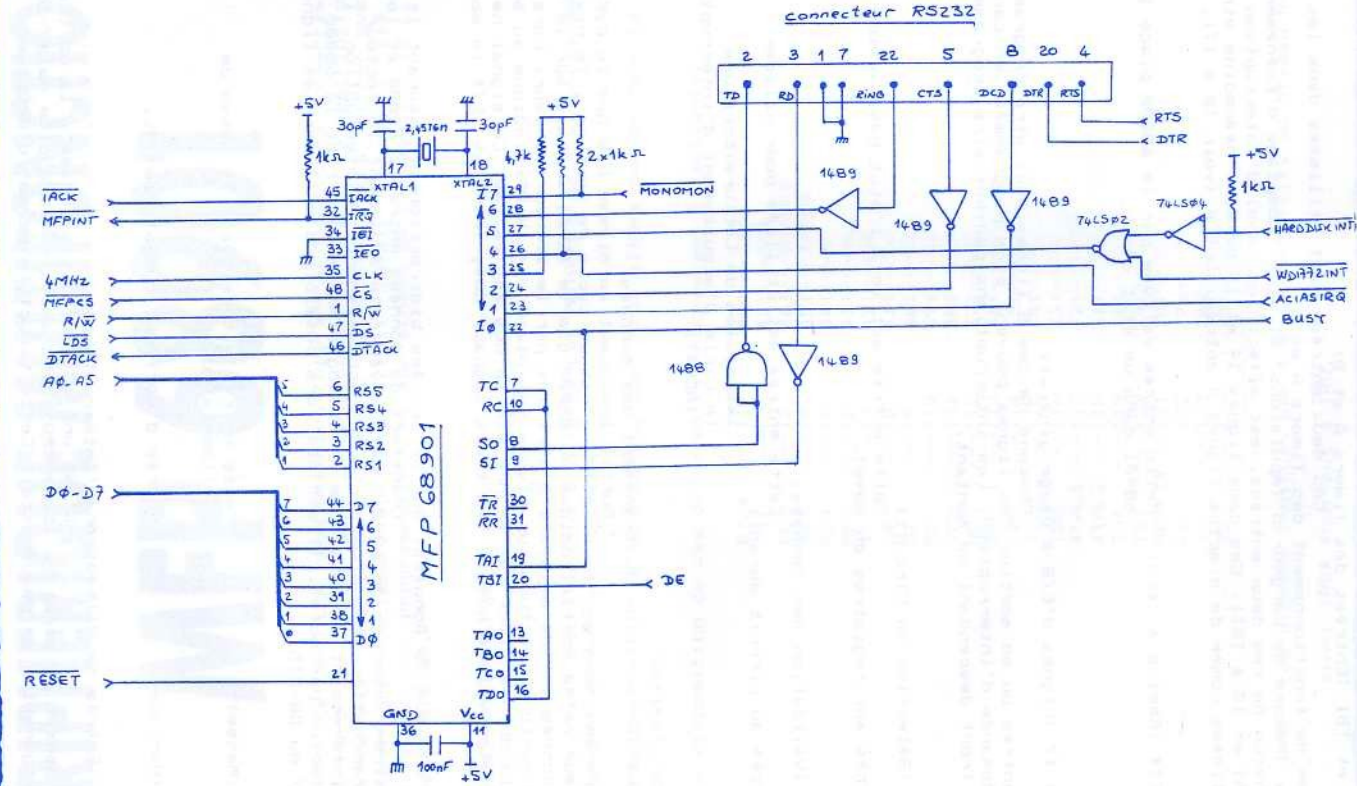 connecteur RS232
2 3 1 7 22 5 8 20 4
TD RD RING CTS DCD DTR RTS
RTS
DTR
+5V
1kΩ
+5V
30pF
2,4576M
30pF
+5V
1kΩ
4,7k
2x1kΩ
17
18
XTAL1
XTAL2
IACK
45 IACK
MFPINT
32 IRQ
34 IEI
33 IEO
4MHz
35 CLK
MFPCS
48 CS
R/W
1 R/W
LDS
47 DS
DTACK
46 DTACK
A0-A5
5 6 RS5
4 5 RS4
3 4 RS3
2 3 RS2
1 2 RS1
D0-D7
7 44 D7
6 43 6
5 42 5
4 41 4
3 40 3
2 39 2
1 38 1
0 37 D0
RESET
21
MFP 68901
I7 29
MONOMON
6 28
5 27
4 26
3 25
2 24
1 23
I0 22
TC 7
RC 10
SO 8
SI 9
TR 30
RR 31
TAI 19
TBI 20
DE
TAO 13
TBO 14
TCO 15
TDO 16
GND
Vcc
36
11
100nF
+5V
1489
1489
1489
1488
1489
74LS02
74LS04
HARDDISKINT
WD1772INT
ACIASIRQ
BUSY